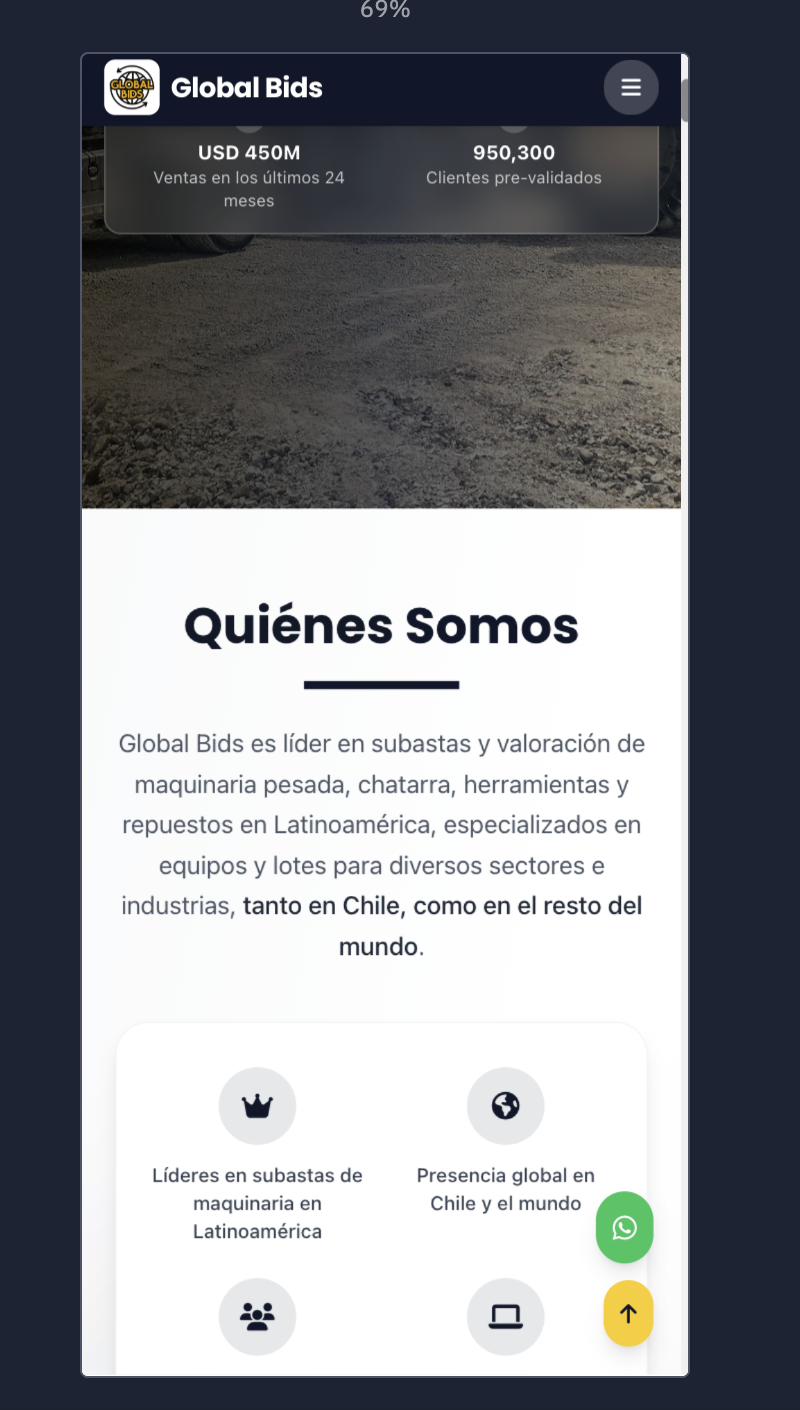 69%
GLOBAL
BIDS
Global Bids
USD 450M
Ventas en los últimos 24
meses
950,300
Clientes pre-validados
Quiénes Somos
Global Bids es líder en subastas y valoración de
maquinaria pesada, chatarra, herramientas y
repuestos en Latinoamérica, especializados en
equipos y lotes para diversos sectores e
industrias, tanto en Chile, como en el resto del
mundo.
Líderes en subastas de
maquinaria en
Latinoamérica
Presencia global en
Chile y el mundo